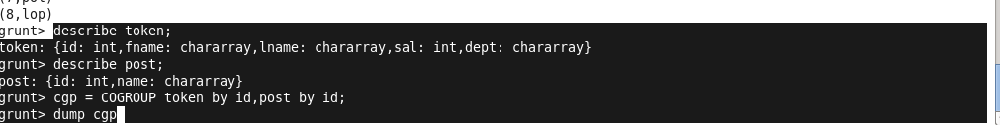 (8,lop)
grunt> describe token;
token: {id: int,fname: chararray,lname: chararray,sal: int,dept: chararray}
grunt> describe post;
post: {id: int,name: chararray}
grunt> cgp = COGROUP token by id,post by id;
grunt> dump cgp